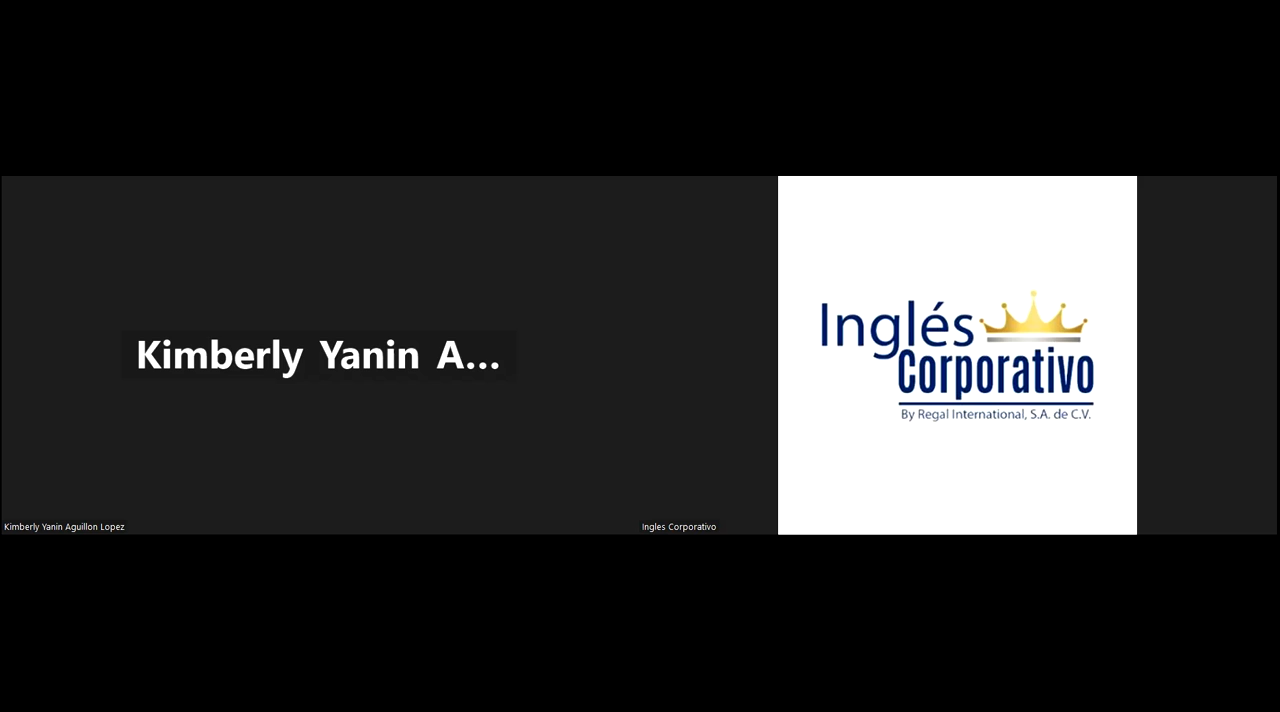 Kimberly Yanin A...
Kimberly Yanin Aguillon Lopez
Inglés
Corporativo
By Regal International, S.A. de C.V.
Ingles Corporativo